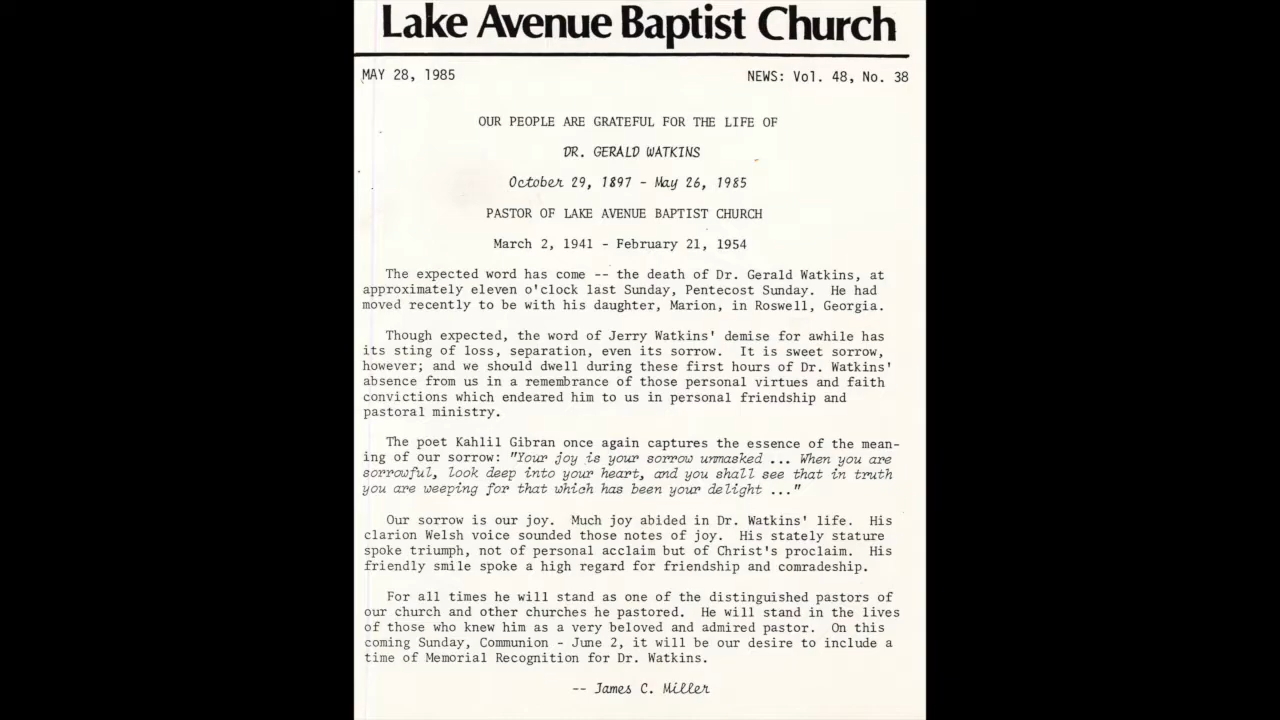 Lake Avenue Baptist Church
MAY 28, 1985 NEWS: Vol. 48, No. 38
OUR PEOPLE ARE GRATEFUL FOR THE LIFE OF
DR. GERALD WATKINS
October 29, 1897 - May 26, 1985
PASTOR OF LAKE AVENUE BAPTIST CHURCH
March 2, 1941 - February 21, 1954
The expected word has come -- the death of Dr. Gerald Watkins, at
approximately eleven o'clock last Sunday, Pentecost Sunday. He had
moved recently to be with his daughter, Marion, in Roswell, Georgia.
Though expected, the word of Jerry Watkins' demise for awhile has
its sting of loss, separation, even its sorrow. It is sweet sorrow,
however; and we should dwell during these first hours of Dr. Watkins'
absence from us in a remembrance of those personal virtues and faith
convictions which endeared him to us in personal friendship and
pastoral ministry.
The poet Kahlil Gibran once again captures the essence of the mean-
ing of our sorrow: "Your joy is your sorrow unmasked ... When you are
sorrowful, look deep into your heart, and you shall see that in truth
you are weeping for that which has been your delight ..."
Our sorrow is our joy. Much joy abided in Dr. Watkins' life. His
clarion Welsh voice sounded those notes of joy. His stately stature
spoke triumph, not of personal acclaim but of Christ's proclaim. His
friendly smile spoke a high regard for friendship and comradeship.
For all times he will stand as one of the distinguished pastors of
our church and other churches he pastored. He will stand in the lives
of those who knew him as a very beloved and admired pastor. On this
coming Sunday, Communion - June 2, it will be our desire to include a
time of Memorial Recognition for Dr. Watkins.
-- James C. Miller